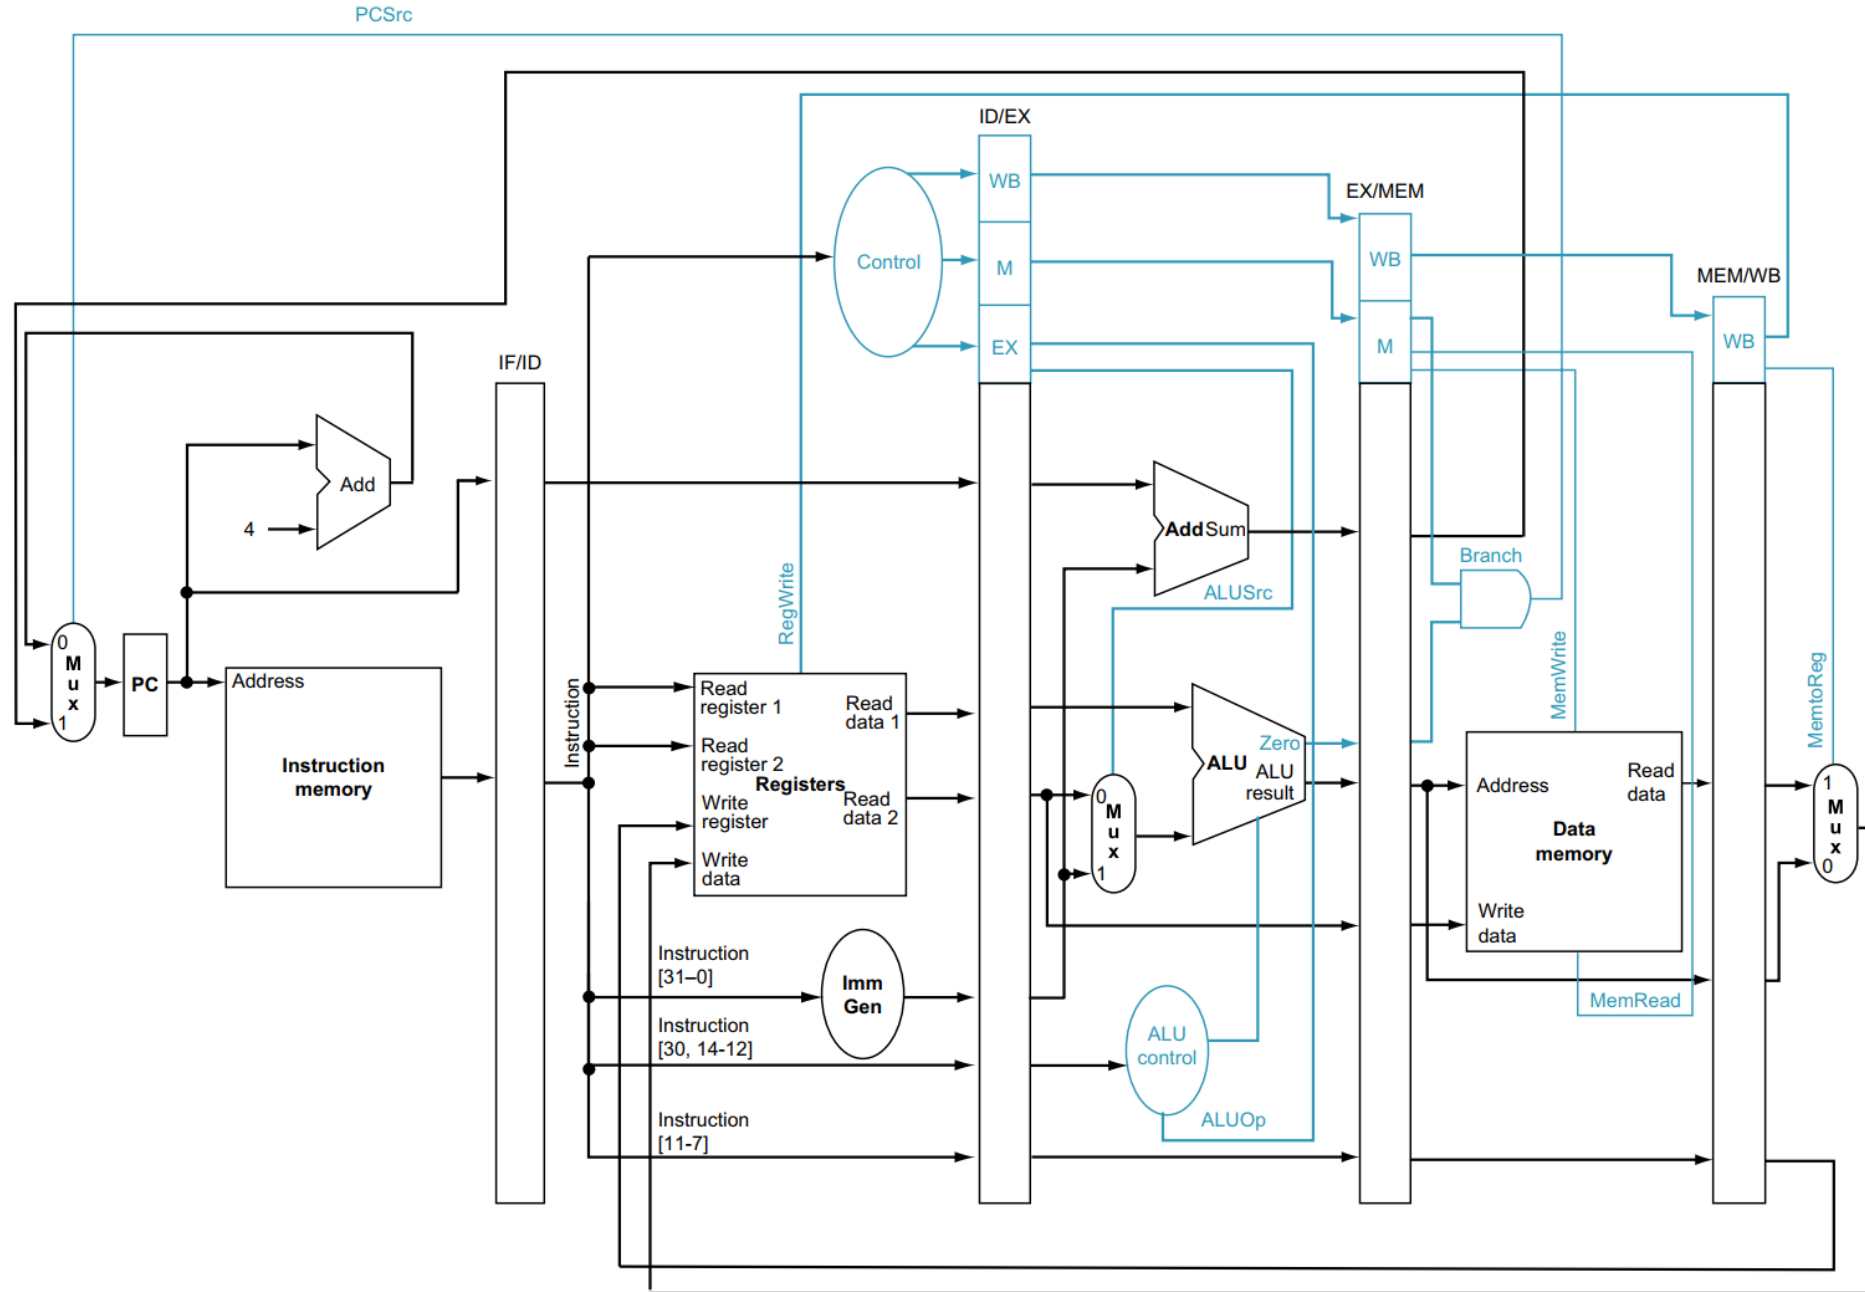 PCSrc
ID/EX
WB
EX/MEM
Control
M
WB
MEM/WB
EX
M
WB
IF/ID
Add
4
Add Sum
Branch
ALUSrc
RegWrite
MemWrite
MemtoReg
0
M
u
x
1
PC
Address
Instruction
memory
Instruction
Read
register 1
Read
register 2
Write
register
Write
data
Registers
Read
data 1
Read
data 2
0
M
u
x
1
Zero
ALU
ALU
result
Address
Read
data
Data
memory
Write
data
1
M
u
x
0
Instruction
[31–0]
Imm
Gen
MemRead
Instruction
[30, 14-12]
ALU
control
Instruction
[11-7]
ALUOp